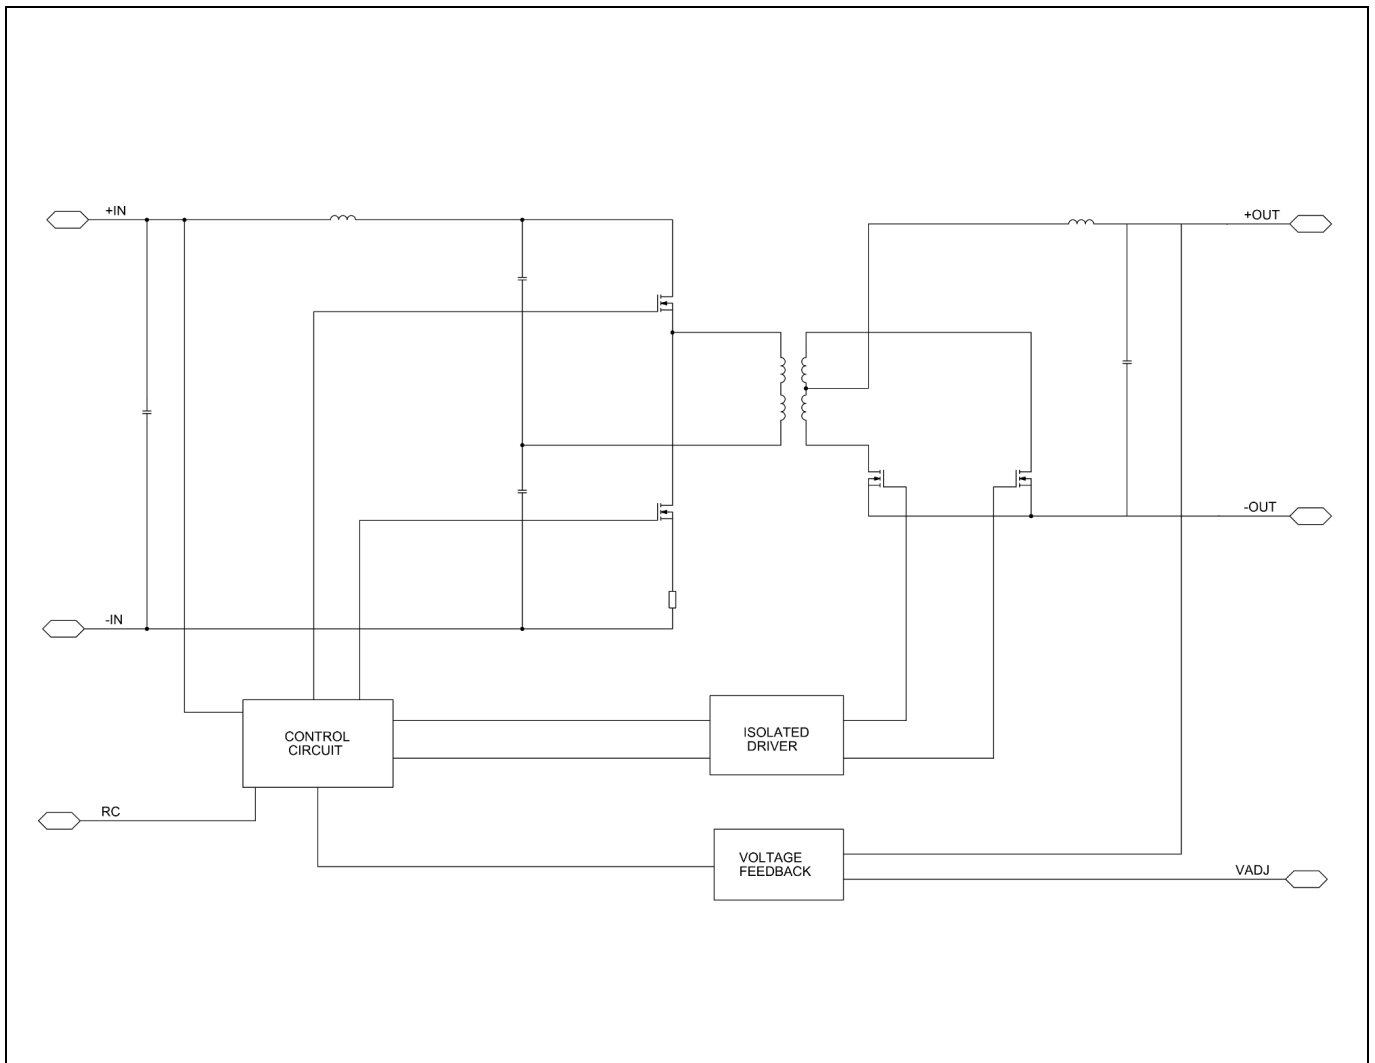 +IN
+OUT
-OUT
-IN
CONTROL
CIRCUIT
ISOLATED
DRIVER
RC
VOLTAGE
FEEDBACK
VADJ